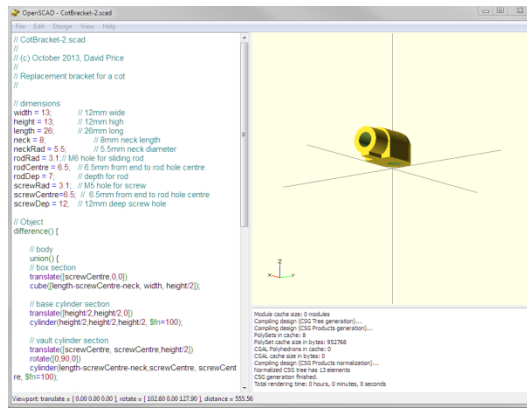 OpenSCAD - CotBracket-2.scad
File Edit Design View Help
// CotBracket-2.scad
//
// (c) October 2013, David Price
//
// Replacement bracket for a cot
//
// dimensions
width = 13; // 12mm wide
height = 13; // 12mm high
length = 26; // 26mm long
neck = 8; // 8mm neck length
neckRad = 5.5; // 5.5mm neck diameter
rodRad = 3.1; // M6 hole for sliding rod
rodCentre = 6.5; // 6.5mm from end to rod hole centre
rodDep = 7; // depth for rod
screwRad = 3.1; // M5 hole for screw
screwCentre=6.5; // 6.5mm from end to rod hole centre
screwDep = 12; // 12mm deep screw hole
// Object
difference() {
// body
union() {
// box section
translate([screwCentre,0,0])
cube([length-screwCentre-neck, width, height/2]);
// base cylinder section
translate([height/2,height/2,0])
cylinder(height/2,height/2,height/2, $fn=100);
// vault cylinder section
translate([screwCentre, screwCentre,height/2])
rotate([0,90,0])
cylinder(length-screwCentre-neck,screwCentre, screwCent
re, $fn=100);
z
x
y
Module cache size: 0 modules
Compiling design (CSG Tree generation)...
Compiling design (CSG Products generation)...
PolySets in cache: 8
PolySet cache size in bytes: 952768
CGAL Polyhedrons in cache: 0
CGAL cache size in bytes: 0
Compiling design (CSG Products normalization)...
Normalized CSG tree has 13 elements
CSG generation finished.
Total rendering time: 0 hours, 0 minutes, 0 seconds
Viewport: translate = [ 0.00 0.00 0.00 ], rotate = [ 102.60 0.00 127.90 ], distance = 555.56